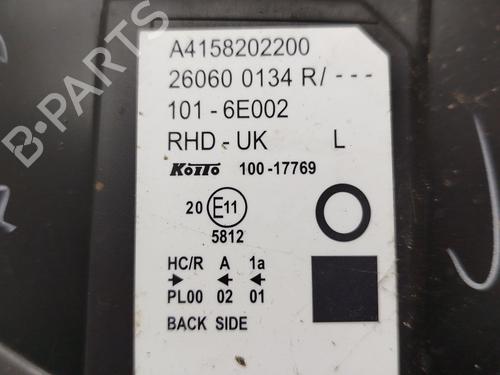 A4158202200
26060 0134 R/ ---
101 - 6E002
RHD - UK L
KOITO 100 -17769
20 E11
5812
HC/R A 1a
PL00 02 01
BACK SIDE
B-PARTS